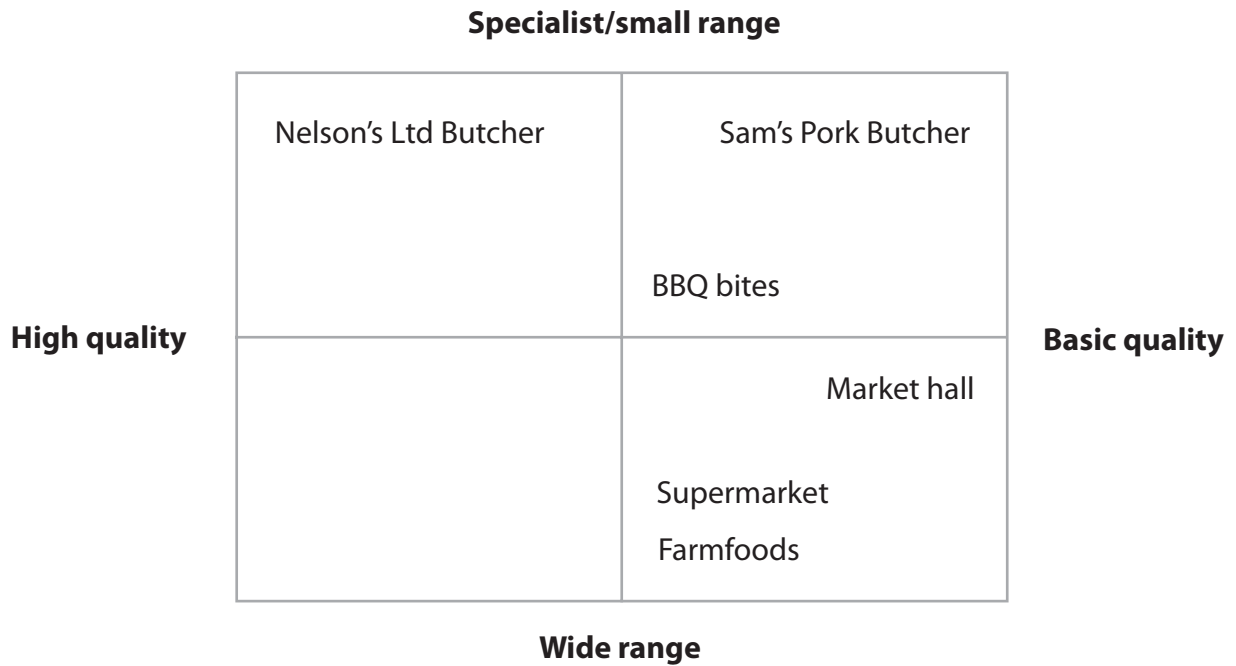 Specialist/small range
Nelson’s Ltd Butcher
Sam’s Pork Butcher
BBQ bites
High quality
Basic quality
Market hall
Supermarket
Farmfoods
Wide range